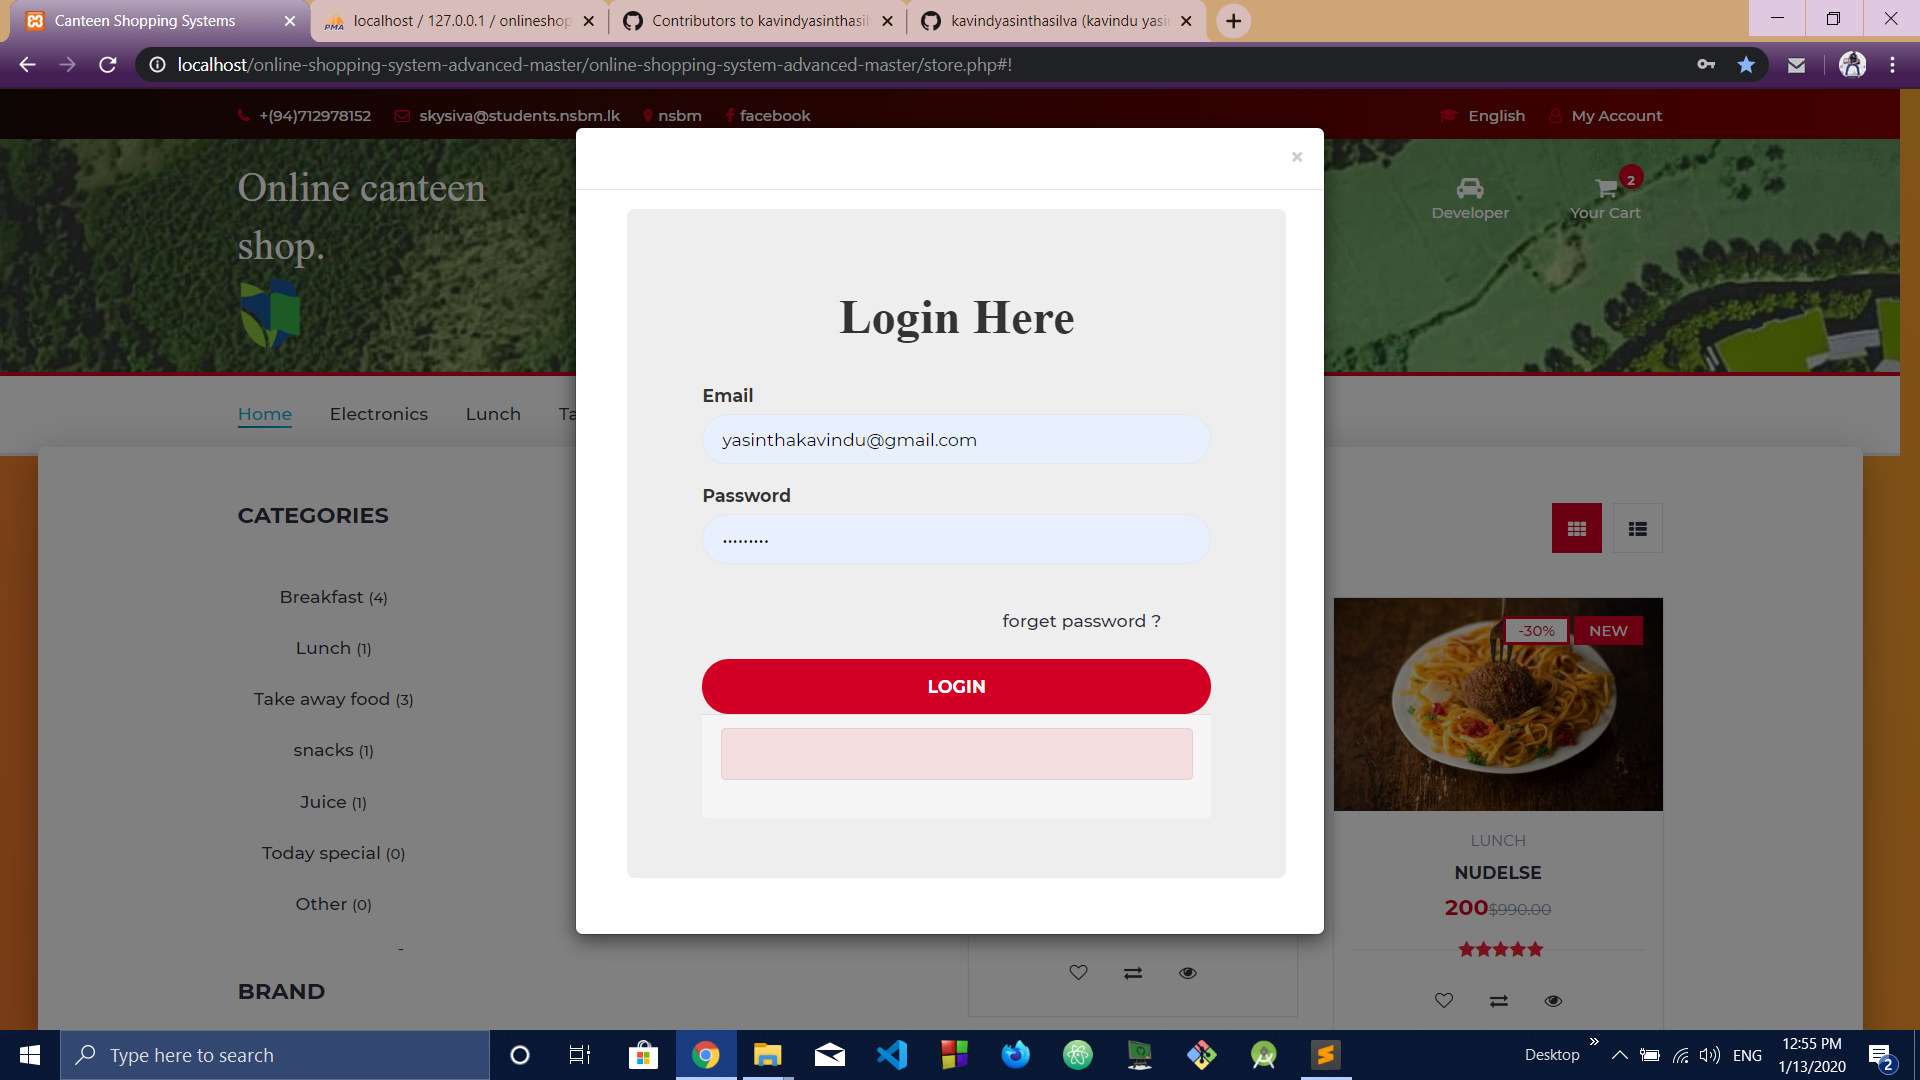 Canteen Shopping Systems
localhost / 127.0.0.1 / onlineshop
Contributors to kavindyasinthasil
kavindyasinthasilva (kavindu yasi
localhost/online-shopping-system-advanced-master/online-shopping-system-advanced-master/store.php#!
+(94)712978152 skysiva@students.nsbm.lk nsbm facebook English My Account
Online canteen
shop.
Developer
2
Your Cart
Home Electronics Lunch Ta
×
Login Here
Email
yasinthakavindu@gmail.com
Password
•••••••••
forget password ?
LOGIN
CATEGORIES
Breakfast (4)
Lunch (1)
Take away food (3)
snacks (1)
Juice (1)
Today special (0)
Other (0)
-
BRAND
-30% NEW
LUNCH
NUDELSE
200$990.00
Type here to search
Desktop
ENG
12:55 PM
1/13/2020
2